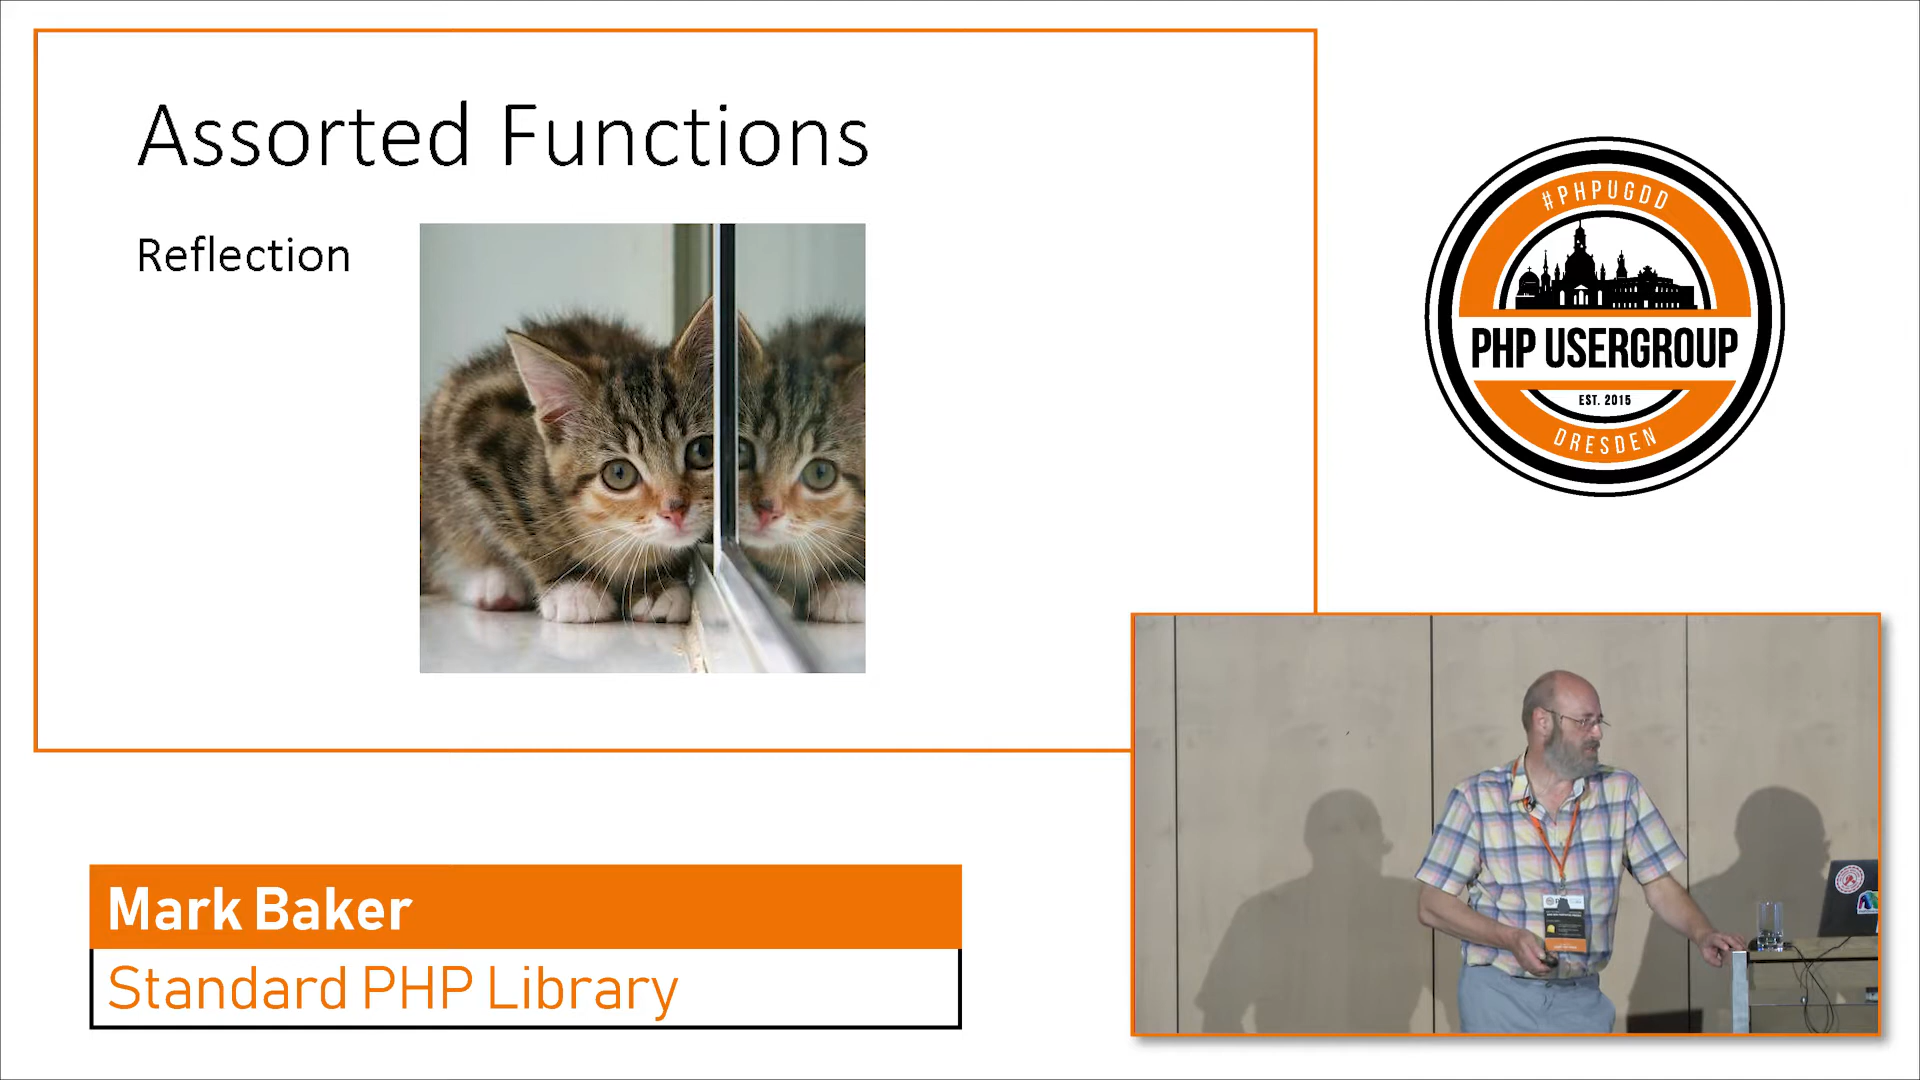 Assorted Functions
Reflection
#PHPUGDD
PHP USERGROUP
EST. 2015
DRESDEN
Mark Baker
Standard PHP Library